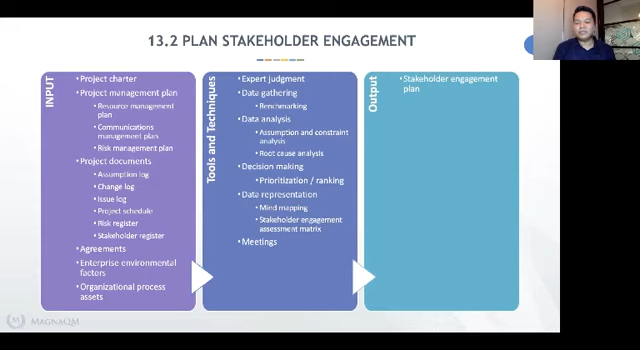 13.2 PLAN STAKEHOLDER ENGAGEMENT
INPUT
• Project charter
• Project management plan
• Resource management
plan
• Communications
management plan
• Risk management plan
• Project documents
• Assumption log
• Change log
• Issue log
• Project schedule
• Risk register
• Stakeholder register
• Agreements
• Enterprise environmental
factors
• Organizational process
assets
Tools and Techniques
• Expert judgment
• Data gathering
• Benchmarking
• Data analysis
• Assumption and constraint
analysis
• Root cause analysis
• Decision making
• Prioritization / ranking
• Data representation
• Mind mapping
• Stakeholder engagement
assessment matrix
• Meetings
Output
• Stakeholder engagement
plan
MAGNAQM